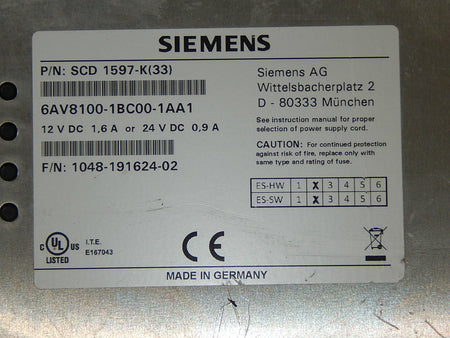 SIEMENS
P/N: SCD 1597-K(33)
6AV8100-1BC00-1AA1
12 V DC 1,6 A or 24 V DC 0,9 A
F/N: 1048-191624-02
Siemens AG
Wittelsbacherplatz 2
D - 80333 München
See instruction manual for proper
selection of power supply cord.
CAUTION: For continued protection
against risk of fire, replace only with
same type and rating of fuse.
ES-HW 1 X 3 4 5 6
ES-SW 1 X 3 4 5 6
C UL US
LISTED
I.T.E.
E167043
CE
MADE IN GERMANY